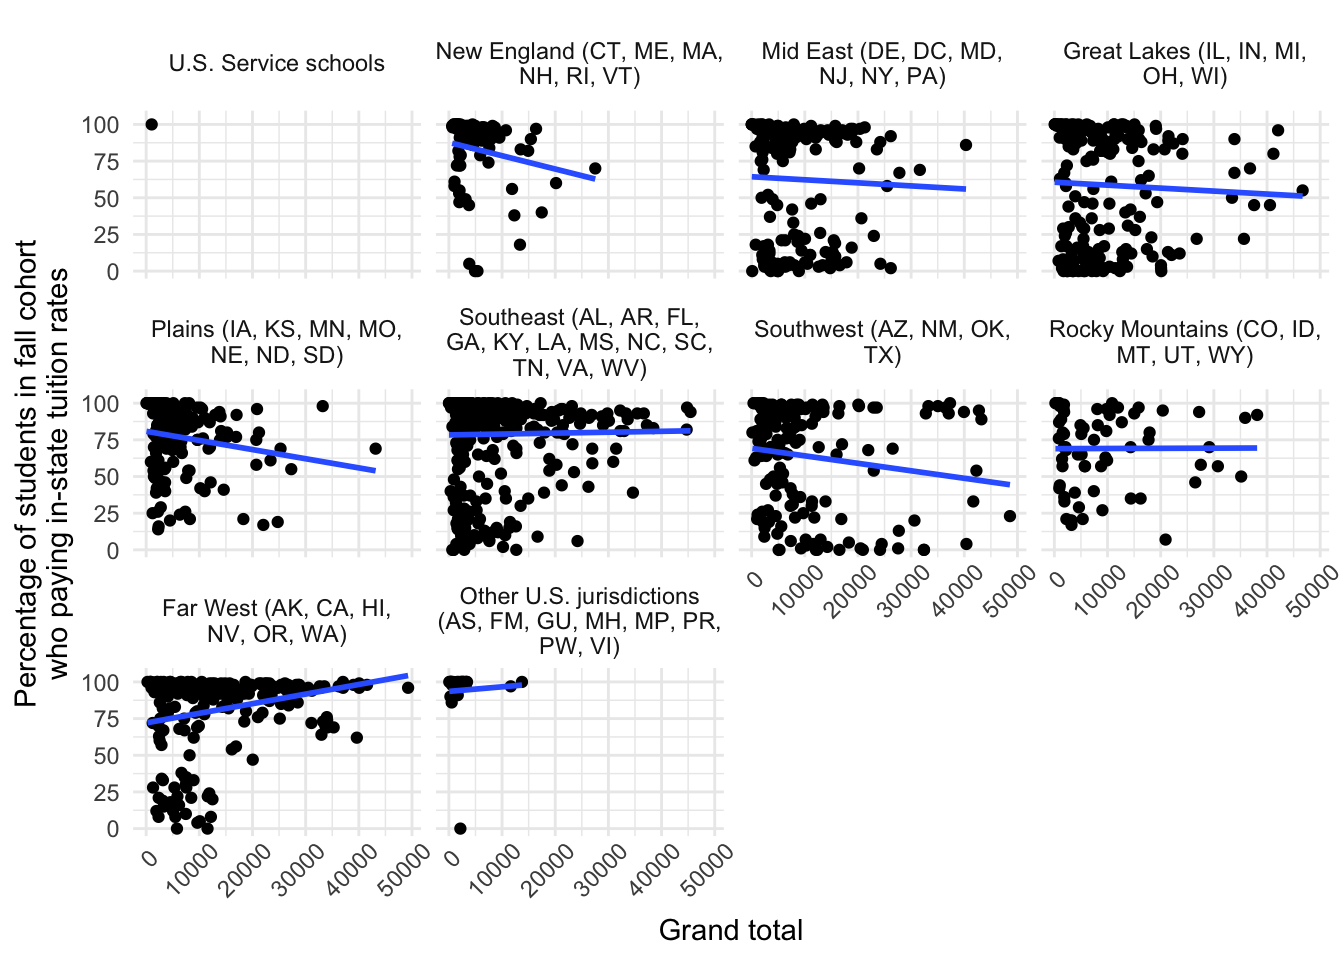 U.S. Service schools
New England (CT, ME, MA,
NH, RI, VT)
Mid East (DE, DC, MD,
NJ, NY, PA)
Great Lakes (IL, IN, MI,
OH, WI)
100
75
50
25
0
Plains (IA, KS, MN, MO,
NE, ND, SD)
Southeast (AL, AR, FL,
GA, KY, LA, MS, NC, SC,
TN, VA, WV)
Southwest (AZ, NM, OK,
TX)
Rocky Mountains (CO, ID,
MT, UT, WY)
100
75
50
25
0
0 10000 20000 30000 40000 50000
0 10000 20000 30000 40000 50000
Far West (AK, CA, HI,
NV, OR, WA)
Other U.S. jurisdictions
(AS, FM, GU, MH, MP, PR,
PW, VI)
100
75
50
25
0
0 10000 20000 30000 40000 50000
0 10000 20000 30000 40000 50000
Percentage of students in fall cohort
who paying in-state tuition rates
Grand total